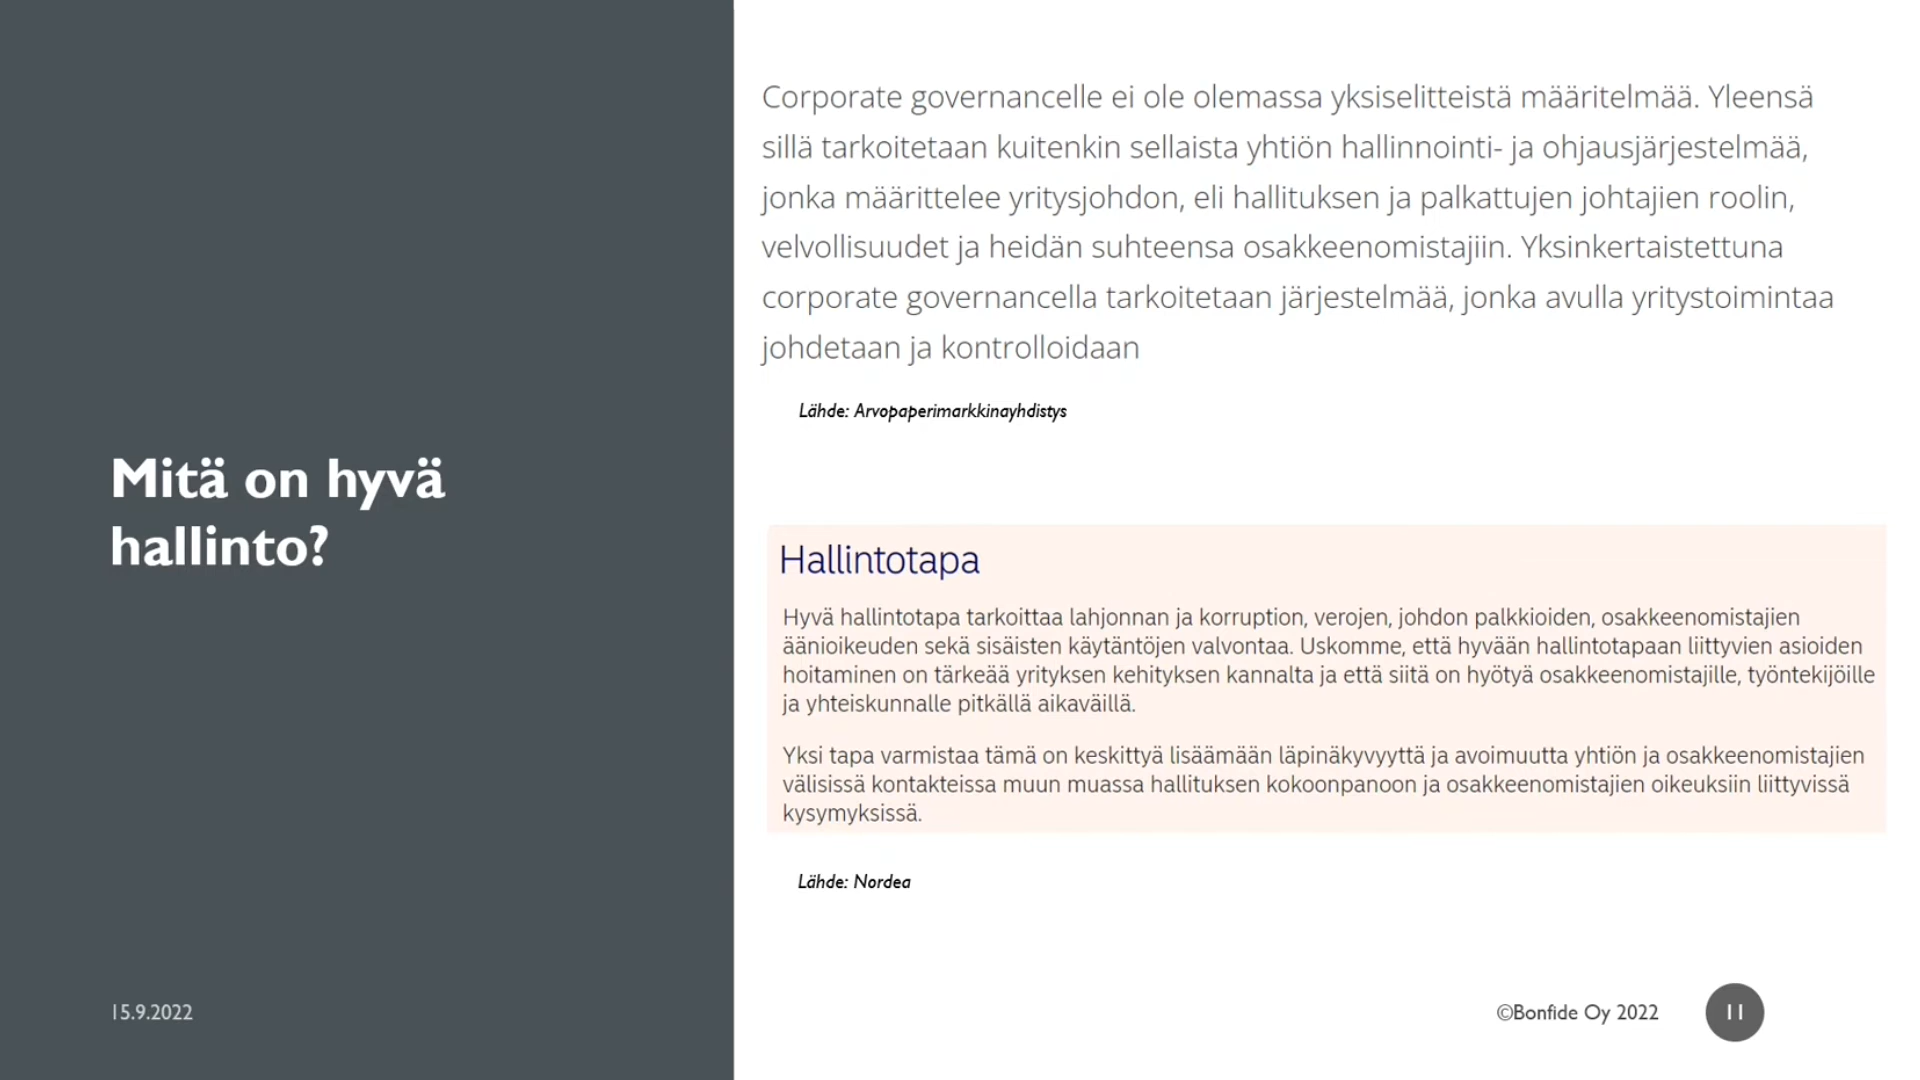 Mitä on hyvä
hallinto?
Corporate governancelle ei ole olemassa yksiselitteistä määritelmää. Yleensä
sillä tarkoitetaan kuitenkin sellaista yhtiön hallinnointi- ja ohjausjärjestelmää,
jonka määrittelee yritysjohdon, eli hallituksen ja palkattujen johtajien roolin,
velvollisuudet ja heidän suhteensa osakkeenomistajiin. Yksinkertaistettuna
corporate governancella tarkoitetaan järjestelmää, jonka avulla yritystoimintaa
johdetaan ja kontrolloidaan
Lähde: Arvopaperimarkkinayhdistys
Hallintotapa
Hyvä hallintotapa tarkoittaa lahjonnan ja korruption, verojen, johdon palkkioiden, osakkeenomistajien
äänioikeuden sekä sisäisten käytäntöjen valvontaa. Uskomme, että hyvään hallintotapaan liittyvien asioiden
hoitaminen on tärkeää yrityksen kehityksen kannalta ja että siitä on hyötyä osakkeenomistajille, työntekijöille
ja yhteiskunnalle pitkällä aikaväillä.
Yksi tapa varmistaa tämä on keskittyä lisäämään läpinäkyvyyttä ja avoimuutta yhtiön ja osakkeenomistajien
välisissä kontakteissa muun muassa hallituksen kokoonpanoon ja osakkeenomistajien oikeuksiin liittyvissä
kysymyksissä.
Lähde: Nordea
15.9.2022
©Bonfide Oy 2022
11